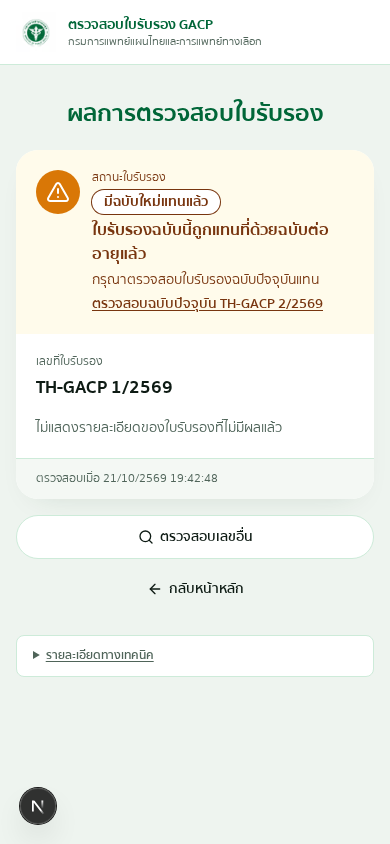 ตรวจสอบใบรับรอง GACP
กรมการแพทย์แผนไทยและการแพทย์ทางเลือก
ผลการตรวจสอบใบรับรอง
สถานะใบรับรอง
มีฉบับใหม่แทนแล้ว
ใบรับรองฉบับนี้ถูกแทนที่ด้วยฉบับต่อ
อายุแล้ว
กรุณาตรวจสอบใบรับรองฉบับปัจจุบันแทน
ตรวจสอบฉบับปัจจุบัน TH-GACP 2/2569
เลขที่ใบรับรอง
TH-GACP 1/2569
ไม่แสดงรายละเอียดของใบรับรองที่ไม่มีผลแล้ว
ตรวจสอบเมื่อ 21/10/2569 19:42:48
ตรวจสอบเลขอื่น
กลับหน้าหลัก
รายละเอียดทางเทคนิค
N